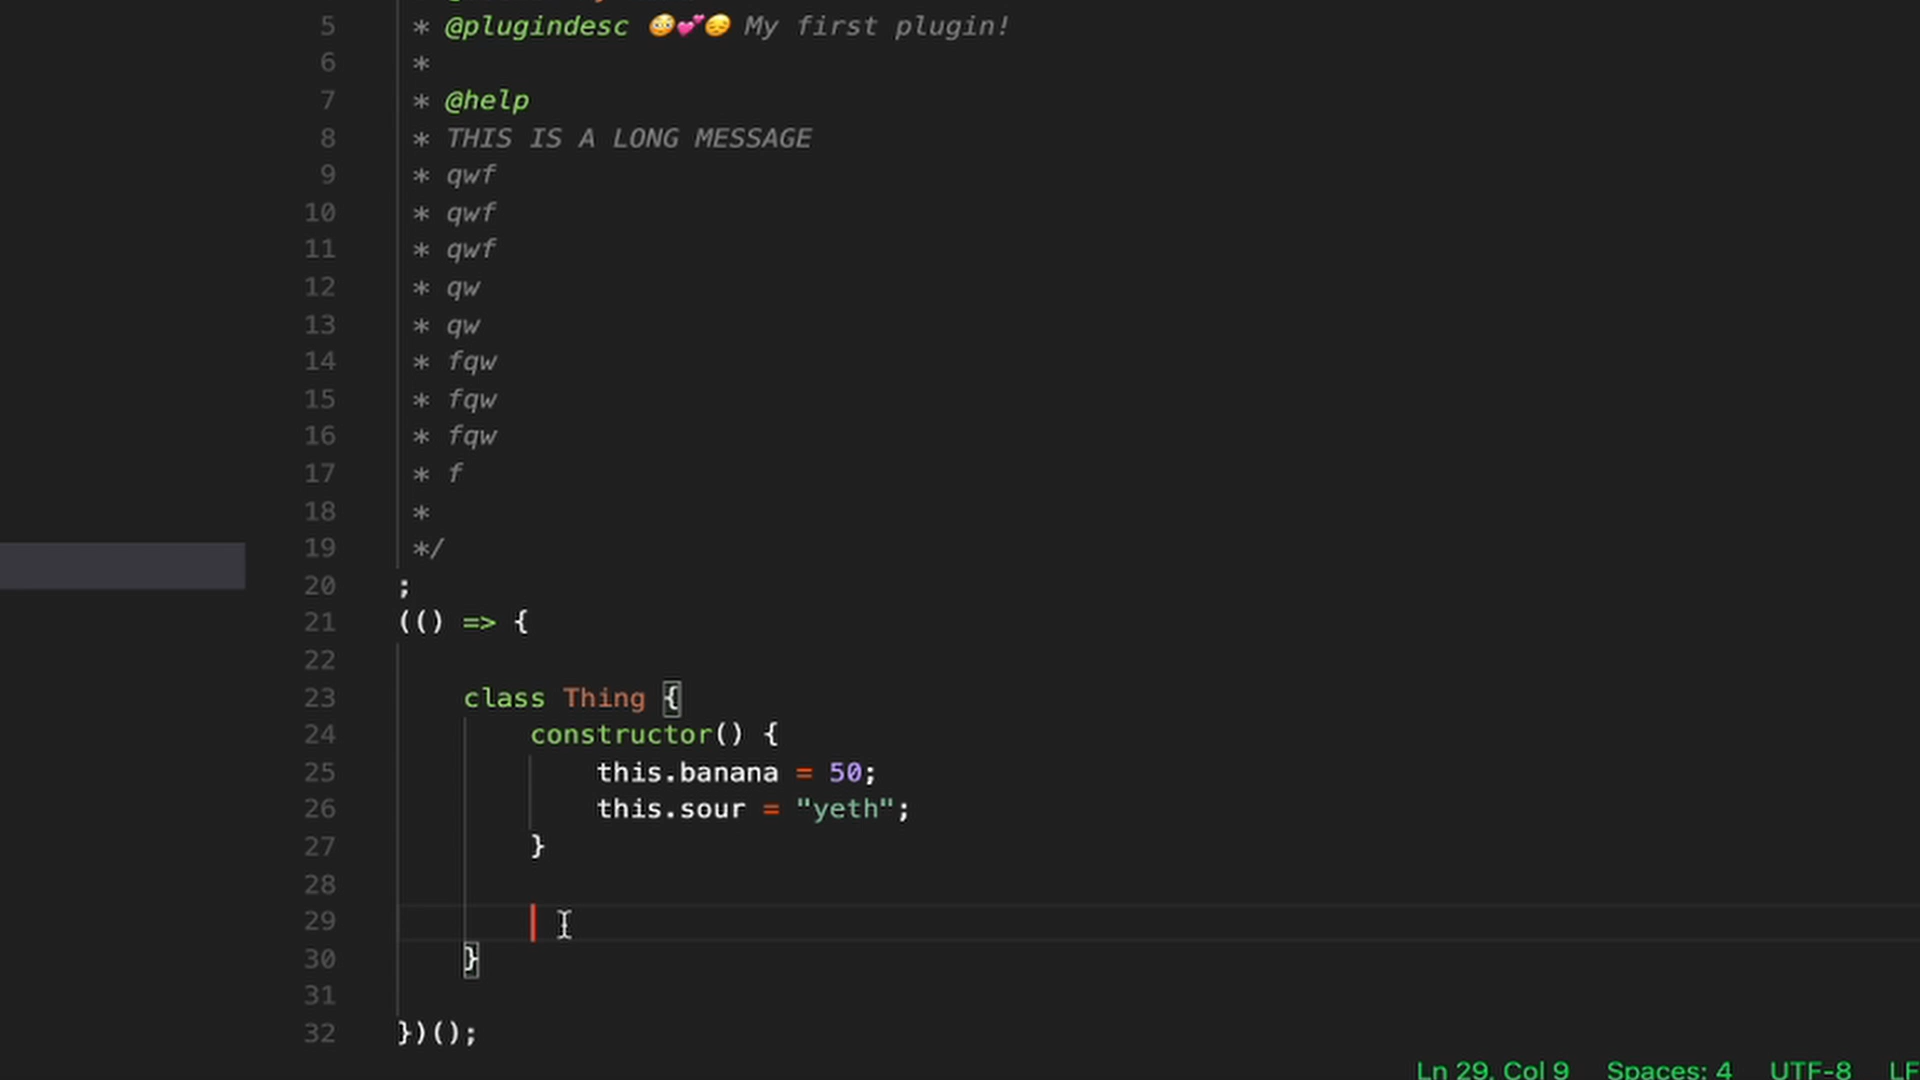 5 * @plugindesc 😳💕😔 My first plugin!
6 *
7 * @help
8 * THIS IS A LONG MESSAGE
9 * qwf
10 * qwf
11 * qwf
12 * qw
13 * qw
14 * fqw
15 * fqw
16 * fqw
17 * f
18 *
19 */
20 ;
21 (() => {
22
23 class Thing {
24 constructor() {
25 this.banana = 50;
26 this.sour = "yeth";
27 }
28
29
30 }
31
32 })();
Ln 29, Col 9 Spaces: 4 UTF-8 LF